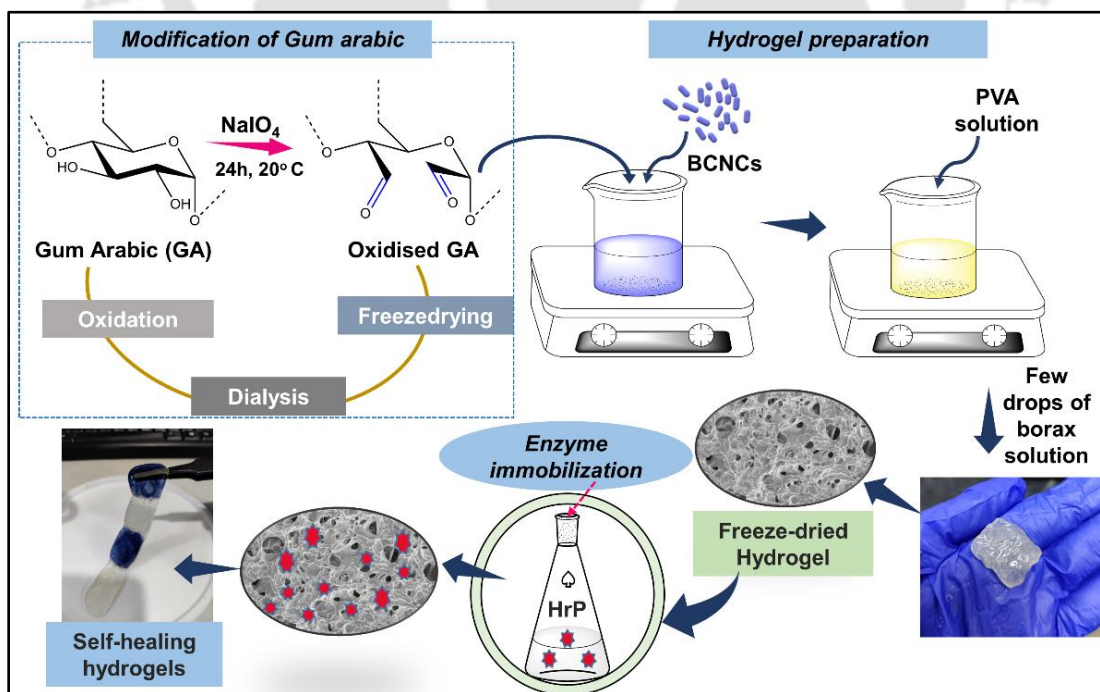 Modification of Gum arabic
NaIO₄
24h, 20° C
HO
OH
O
O
O
O
O
O
O
Gum Arabic (GA)
Oxidised GA
Oxidation
Freezedrying
Dialysis
Hydrogel preparation
BCNCs
PVA
solution
Few
drops of
borax
solution
Freeze-dried
Hydrogel
Enzyme
immobilization
HrP
Self-healing
hydrogels